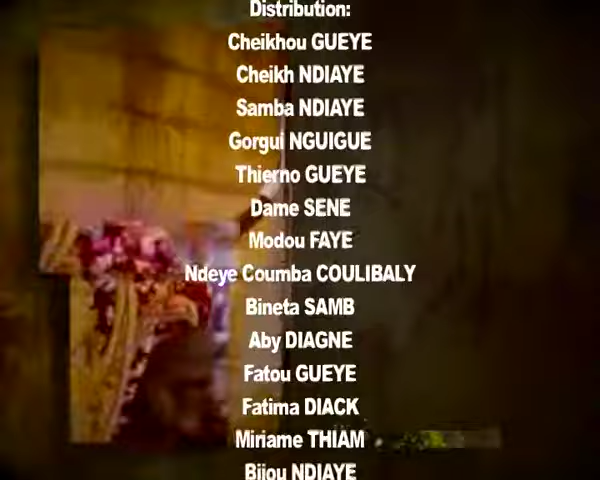 Distribution:
Cheikhou GUEYE
Cheikh NDIAYE
Samba NDIAYE
Gorgui NGUIGUE
Thierno GUEYE
Dame SENE
Modou FAYE
Ndeye Coumba COULIBALY
Bineta SAMB
Aby DIAGNE
Fatou GUEYE
Fatima DIACK
Miriame THIAM
Bijou NDIAYE